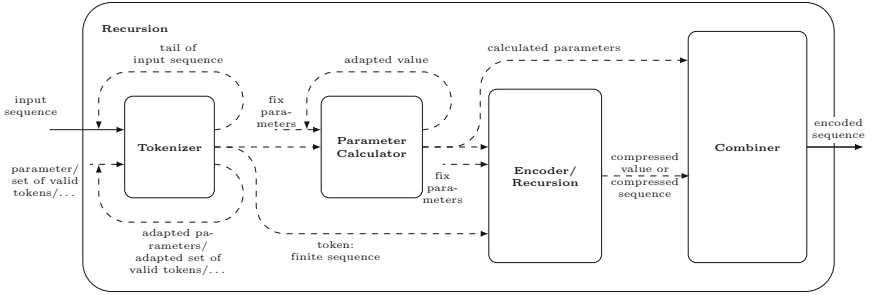 Recursion
tail of
input sequence
adapted value
calculated parameters
input
sequence
fix
para-
meters
encoded
sequence
Tokenizer
Parameter
Calculator
Combiner
parameter/
set of valid
tokens/...
Encoder/
Recursion
compressed
value or
compressed
sequence
fix
para-
meters
adapted pa-
rameters/
adapted set of
valid tokens/...
token:
finite sequence